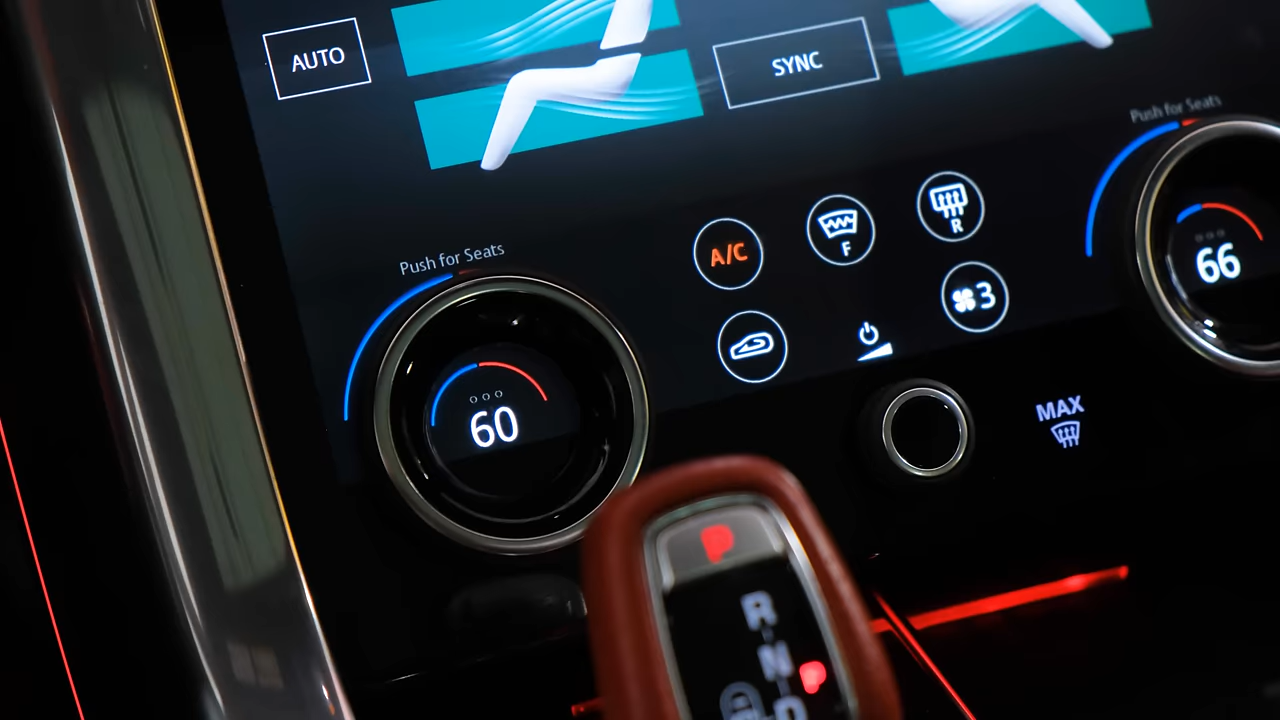 AUTO
SYNC
Push for Seats
Push for Seats
A/C
F
R
3
60
66
MAX
P
R
N
P
D